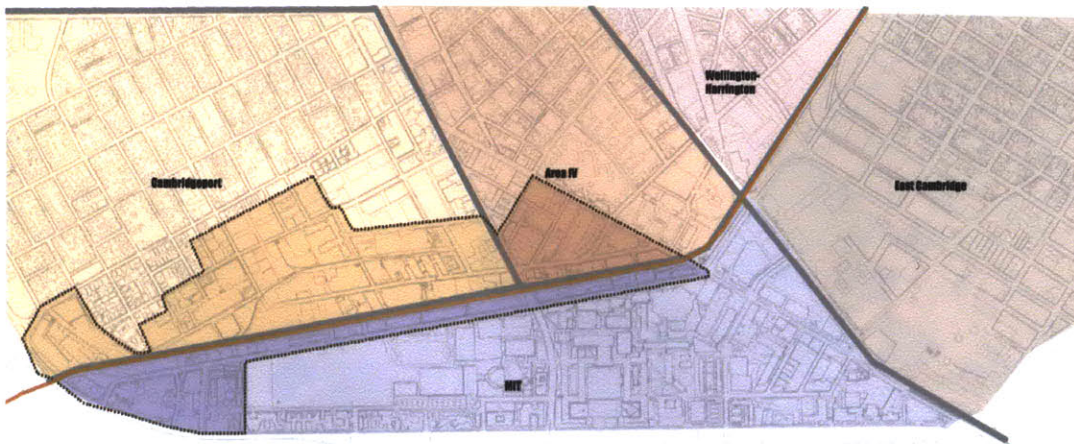 Wellington-
Harrington
Area IV
Cambridgeport
East Cambridge
MIT